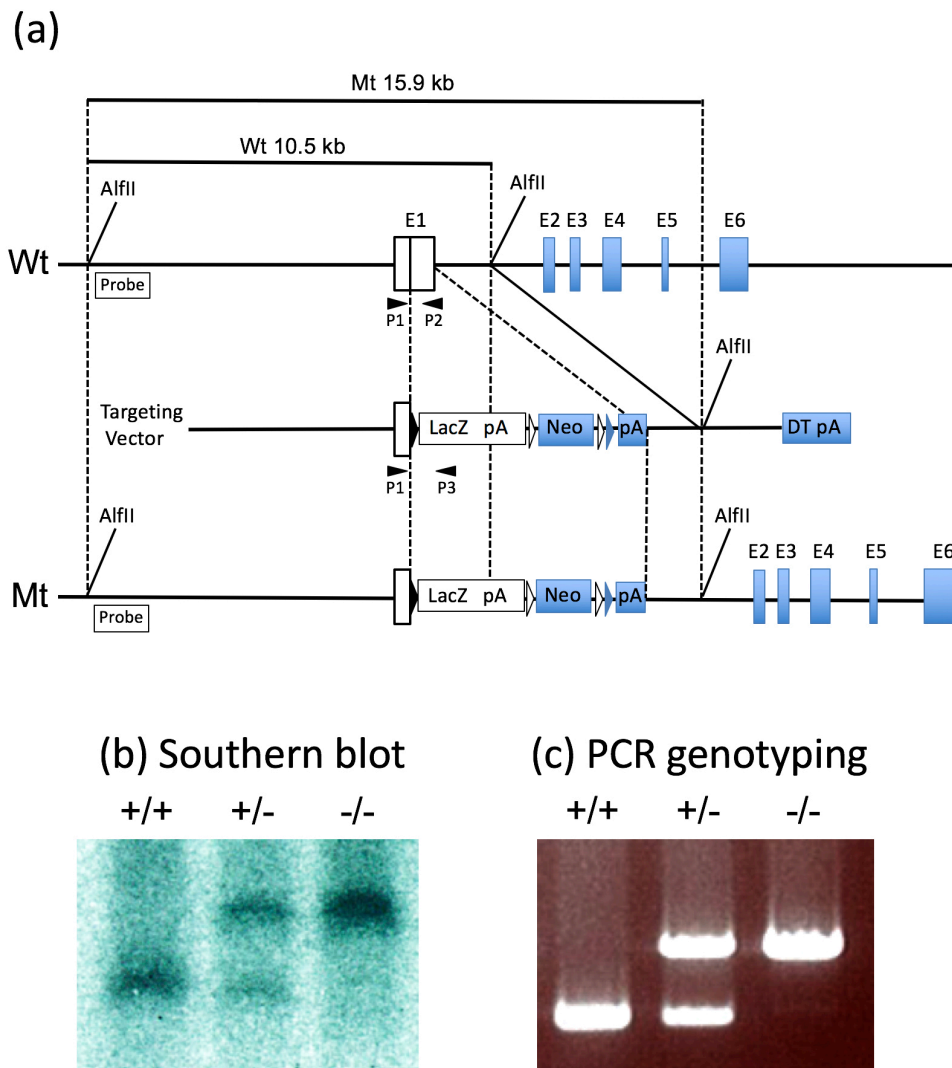 (a)
Mt 15.9 kb
Wt 10.5 kb
AlfII
AlfII
E1
E2 E3 E4 E5 E6
Wt
Probe
P1 P2
AlfII
Targeting
Vector
LacZ pA Neo pA DT pA
P1 P3
AlfII
AlfII
E2 E3 E4 E5 E6
Mt
LacZ pA Neo pA
Probe
(b) Southern blot
+/+ +/- -/-
(c) PCR genotyping
+/+ +/- -/-